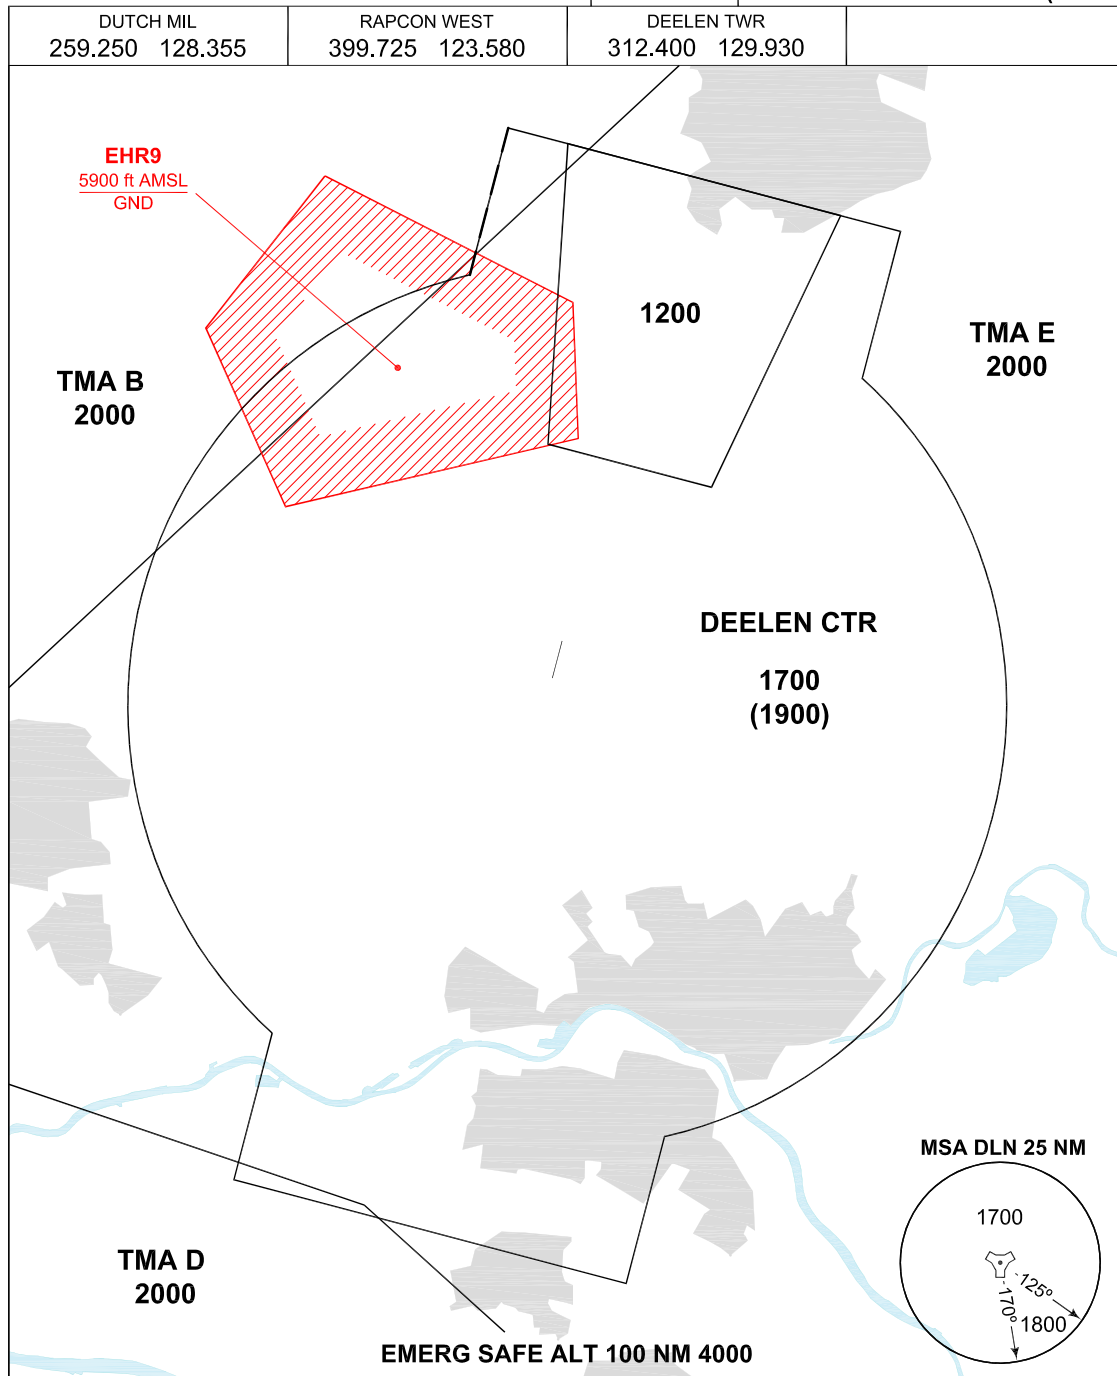 DUTCH MIL
259.250 128.355
RAPCON WEST
399.725 123.580
DEELEN TWR
312.400 129.930
EHR9
5900 ft AMSL
GND
1200
TMA E
2000
TMA B
2000
DEELEN CTR
1700
(1900)
MSA DLN 25 NM
1700
125°
170°
1800
TMA D
2000
EMERG SAFE ALT 100 NM 4000